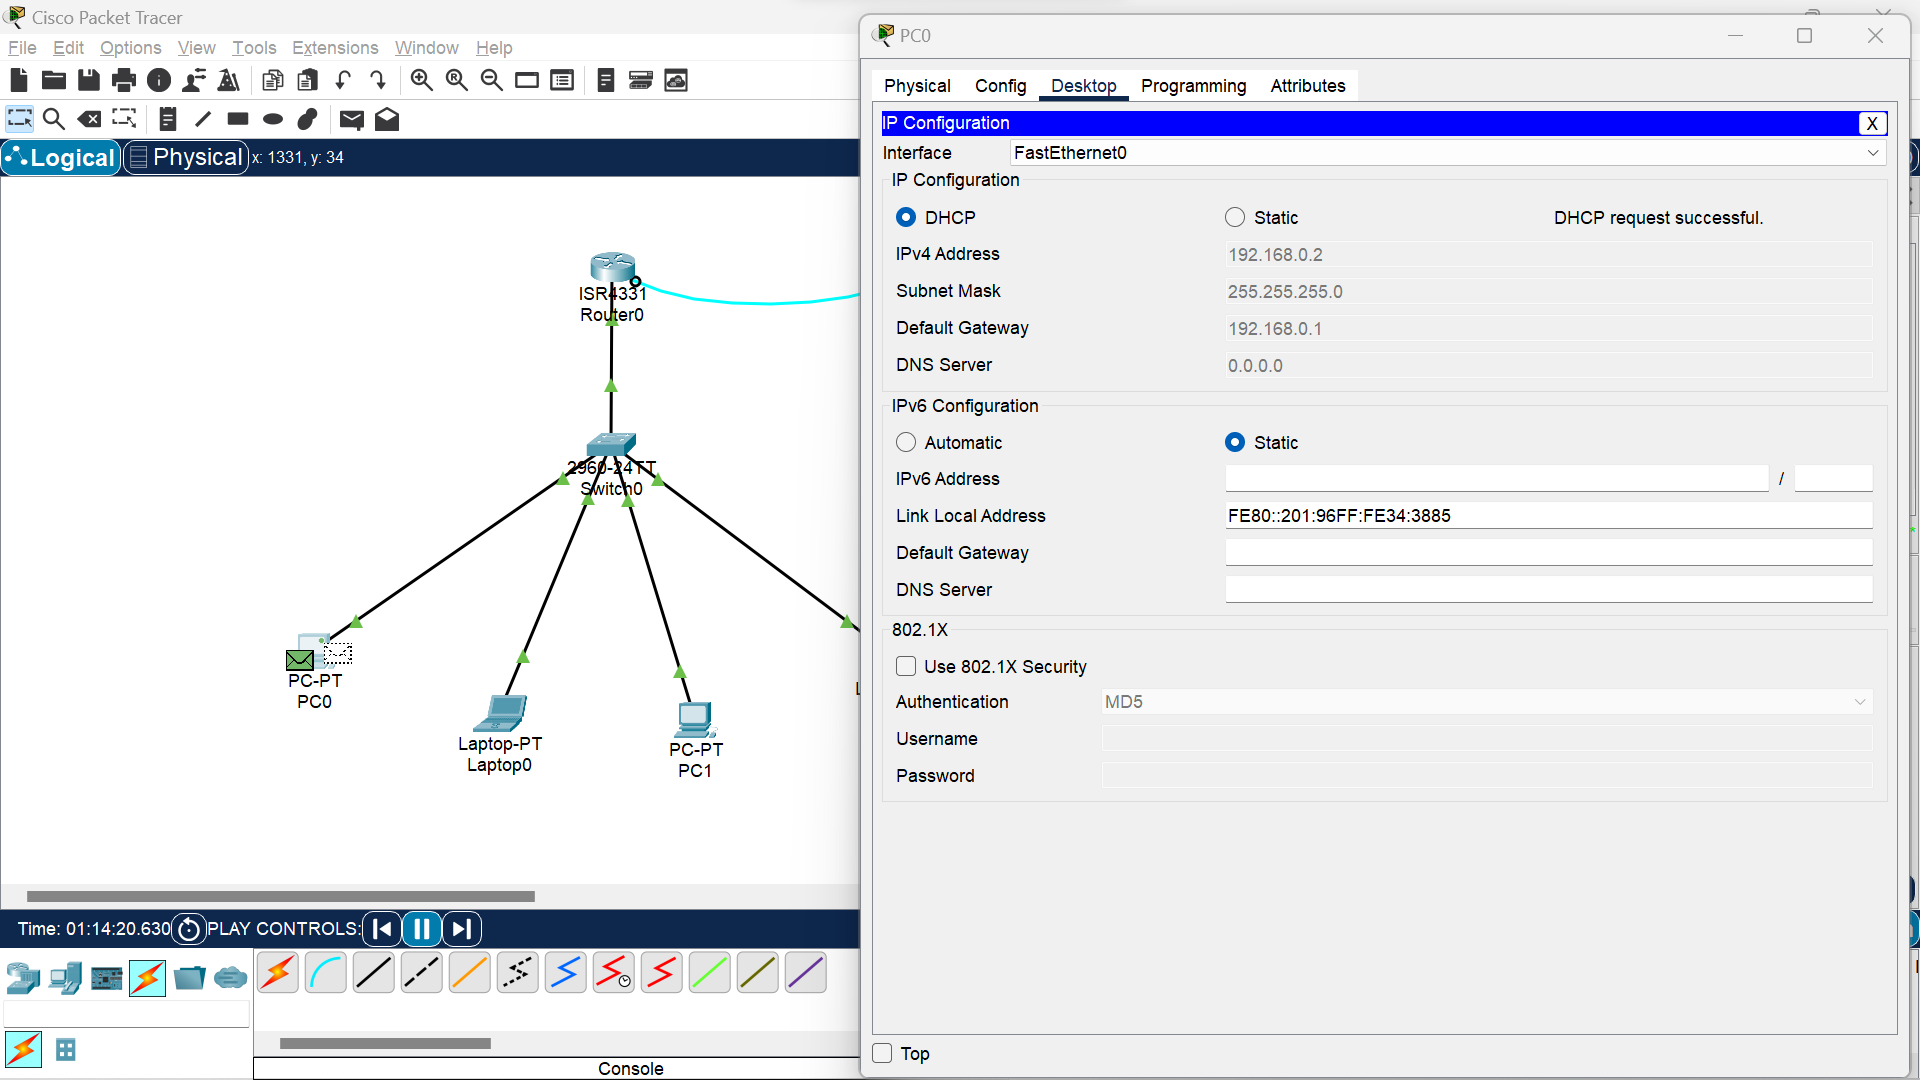 Cisco Packet Tracer
File Edit Options View Tools Extensions Window Help
Logical Physical x: 1331, y: 34
ISR4331
Router0
2960-24TT
Switch0
PC-PT
PC0
Laptop-PT
Laptop0
PC-PT
PC1
Time: 01:14:20.630 PLAY CONTROLS:
Console
PC0
Physical Config Desktop Programming Attributes
IP Configuration X
Interface FastEthernet0
IP Configuration
DHCP Static DHCP request successful.
IPv4 Address 192.168.0.2
Subnet Mask 255.255.255.0
Default Gateway 192.168.0.1
DNS Server 0.0.0.0
IPv6 Configuration
Automatic Static
IPv6 Address /
Link Local Address FE80::201:96FF:FE34:3885
Default Gateway
DNS Server
802.1X
Use 802.1X Security
Authentication MD5
Username
Password
Top